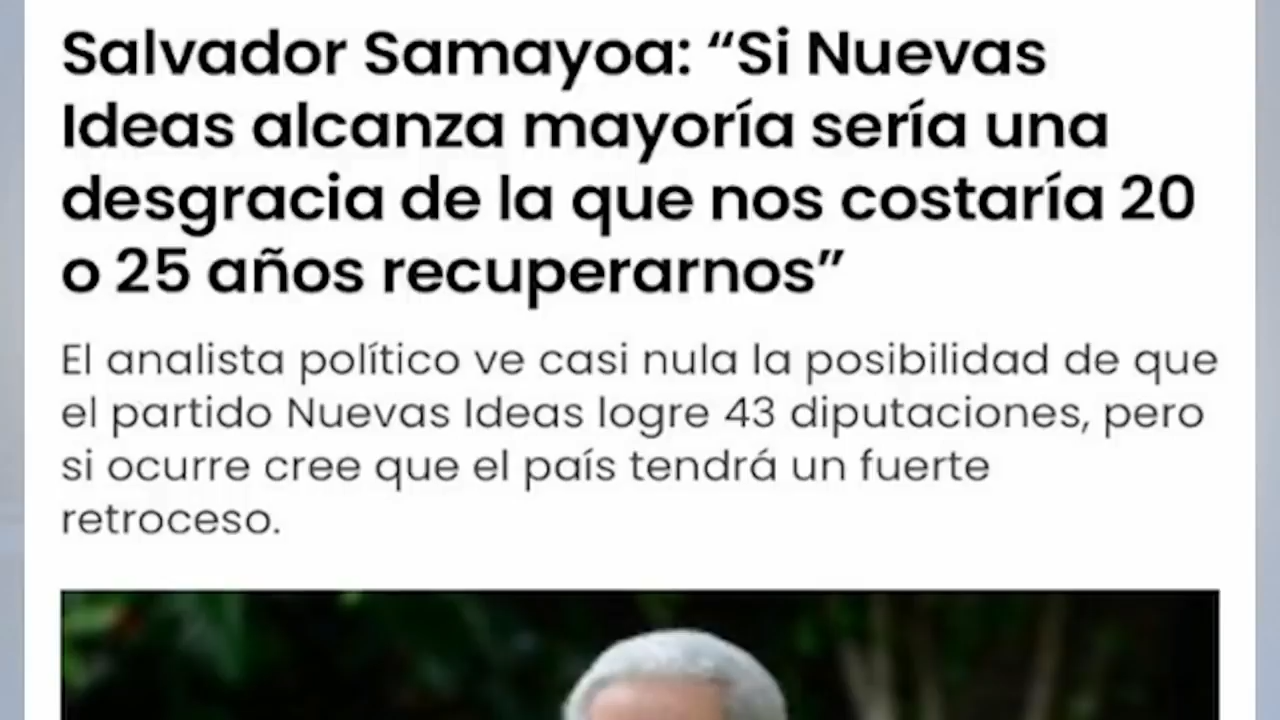 Salvador Samayoa: “Si Nuevas
Ideas alcanza mayoría sería una
desgracia de la que nos costaría 20
o 25 años recuperarnos”
El analista político ve casi nula la posibilidad de que
el partido Nuevas Ideas logre 43 diputaciones, pero
si ocurre cree que el país tendrá un fuerte
retroceso.